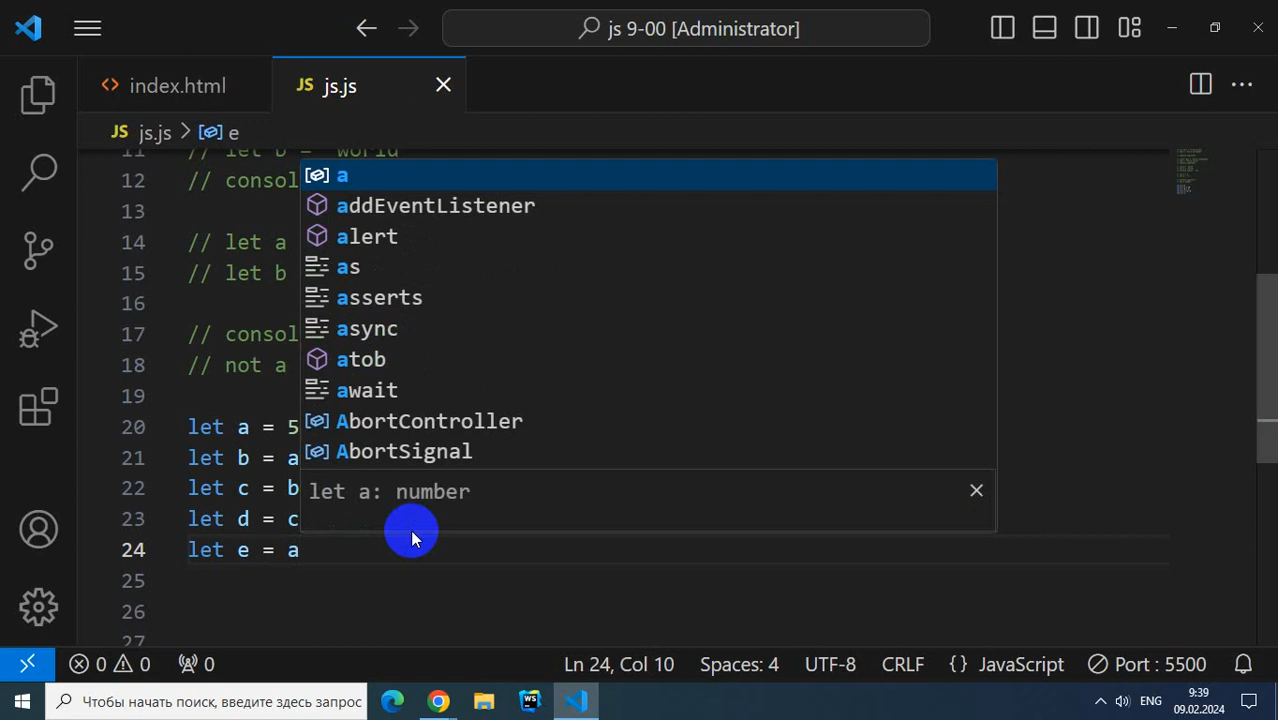 js 9-00 [Administrator]
index.html
JS js.js
JS js.js > e
11 // let b = "world
12 // consol
13
14 // let a
15 // let b
16
17 // consol
18 // not a
19
20 let a = 5
21 let b = a
22 let c = b
23 let d = c
24 let e = a
25
26
27
a
addEventListener
alert
as
asserts
async
atob
await
AbortController
AbortSignal
let a: number
0 0 0 Ln 24, Col 10 Spaces: 4 UTF-8 CRLF {} JavaScript Port : 5500
Чтобы начать поиск, введите здесь запрос
WS
ENG
9:39
09.02.2024